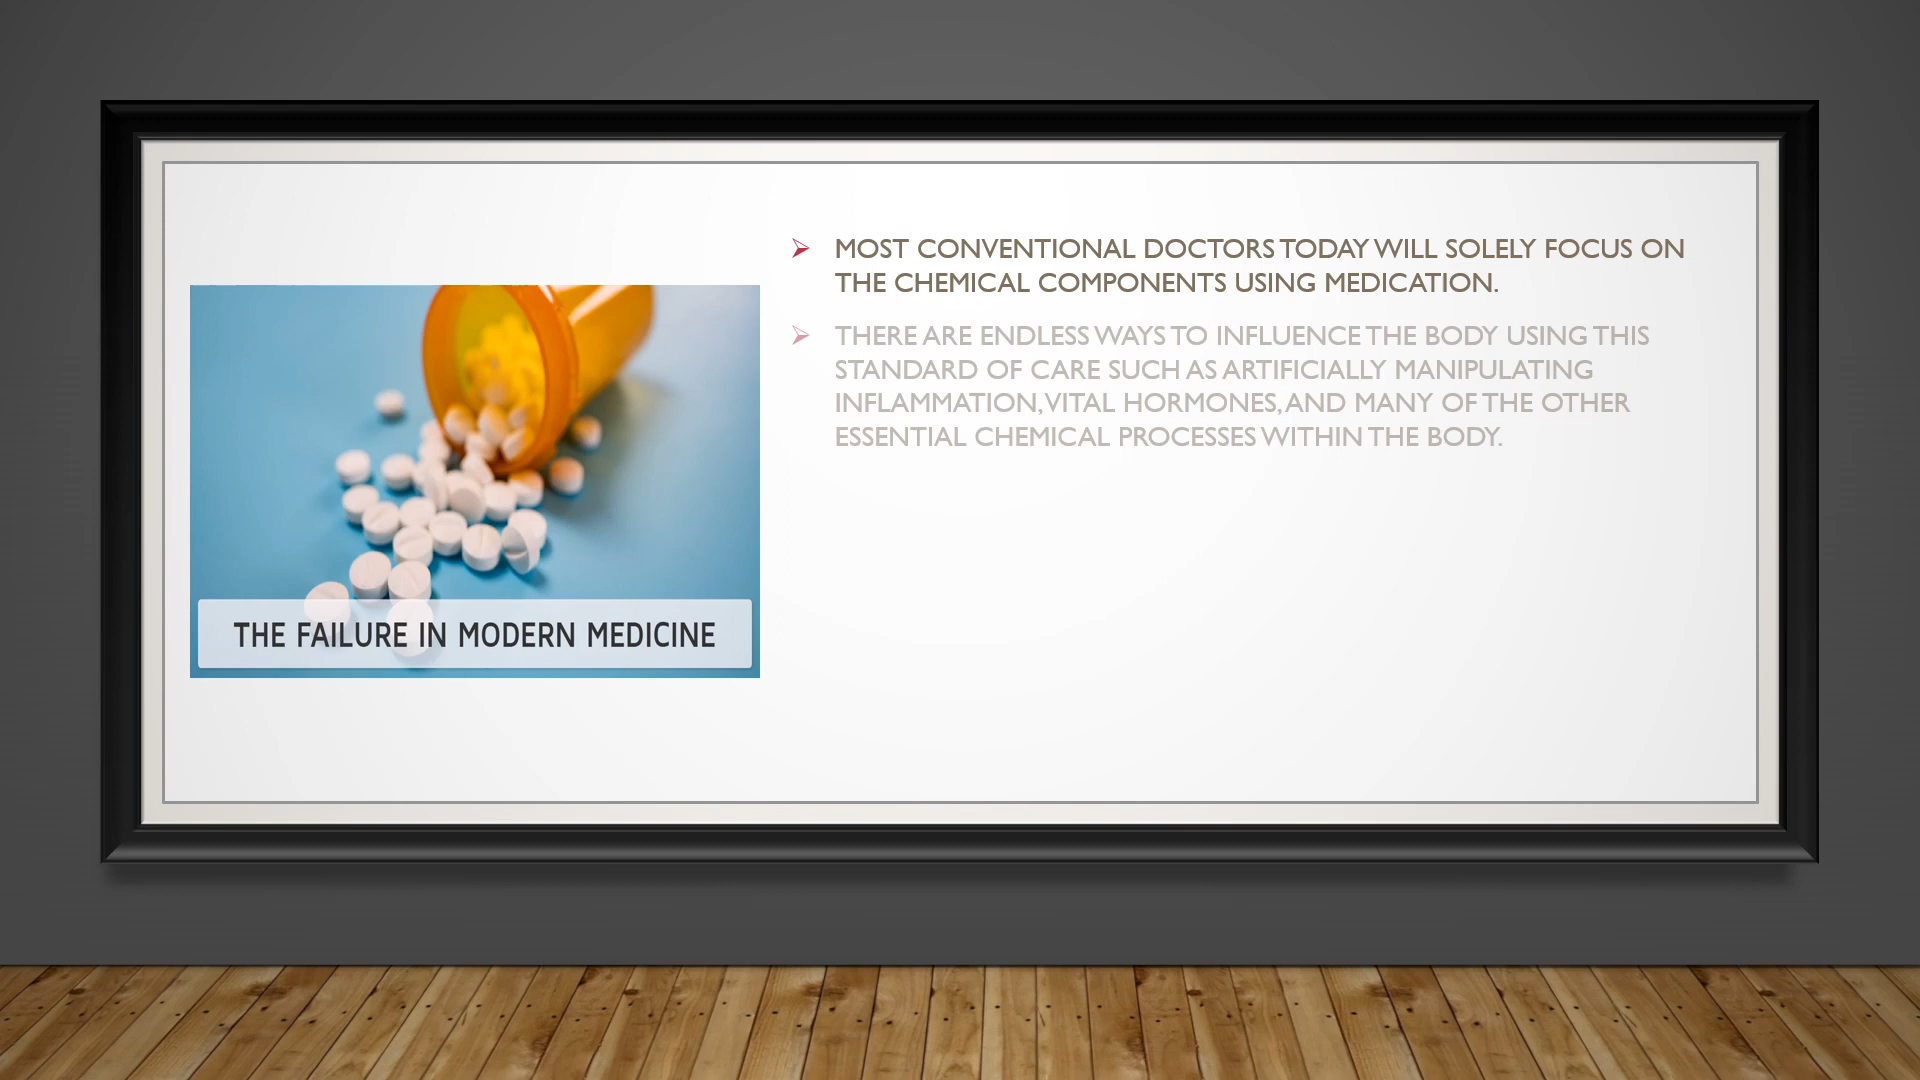 MOST CONVENTIONAL DOCTORS TODAY WILL SOLELY FOCUS ON
THE CHEMICAL COMPONENTS USING MEDICATION.
THERE ARE ENDLESS WAYS TO INFLUENCE THE BODY USING THIS
STANDARD OF CARE SUCH AS ARTIFICIALLY MANIPULATING
INFLAMMATION, VITAL HORMONES, AND MANY OF THE OTHER
ESSENTIAL CHEMICAL PROCESSES WITHIN THE BODY.
THE FAILURE IN MODERN MEDICINE